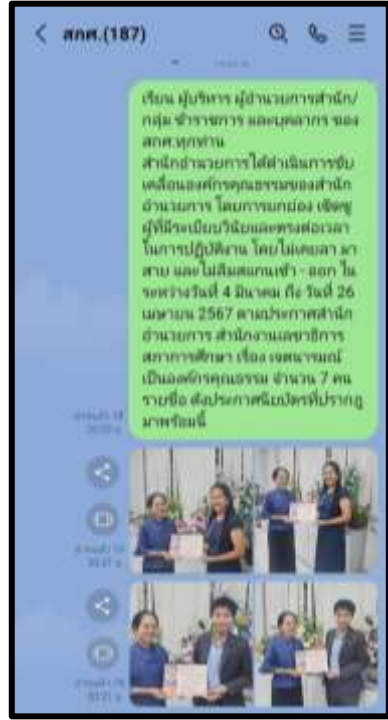 สกศ.(187)
เรียน ผู้บริหาร ผู้อำนวยการสำนัก/
กลุ่ม ข้าราชการ และบุคลากร ของ
สกศ.ทุกท่าน
สำนักอำนวยการได้ดำเนินการขับ
เคลื่อนองค์กรคุณธรรมของสำนัก
อำนวยการ โดยการยกย่อง เชิดชู
ผู้ที่มีระเบียบวินัยและตรงต่อเวลา
ในการปฏิบัติงาน โดยไม่เคยลา มา
สาย และไม่ลืมสแกนเข้า - ออก ใน
ระหว่างวันที่ 4 มีนาคม ถึง วันที่ 26
เมษายน 2567 ตามประกาศสำนัก
อำนวยการ สำนักงานเลขาธิการ
สภาการศึกษา เรื่อง เจตนารมณ์
เป็นองค์กรคุณธรรม จำนวน 7 คน
รายชื่อ ดังประกาศนียบัตรที่ปรากฎ
มาพร้อมนี้